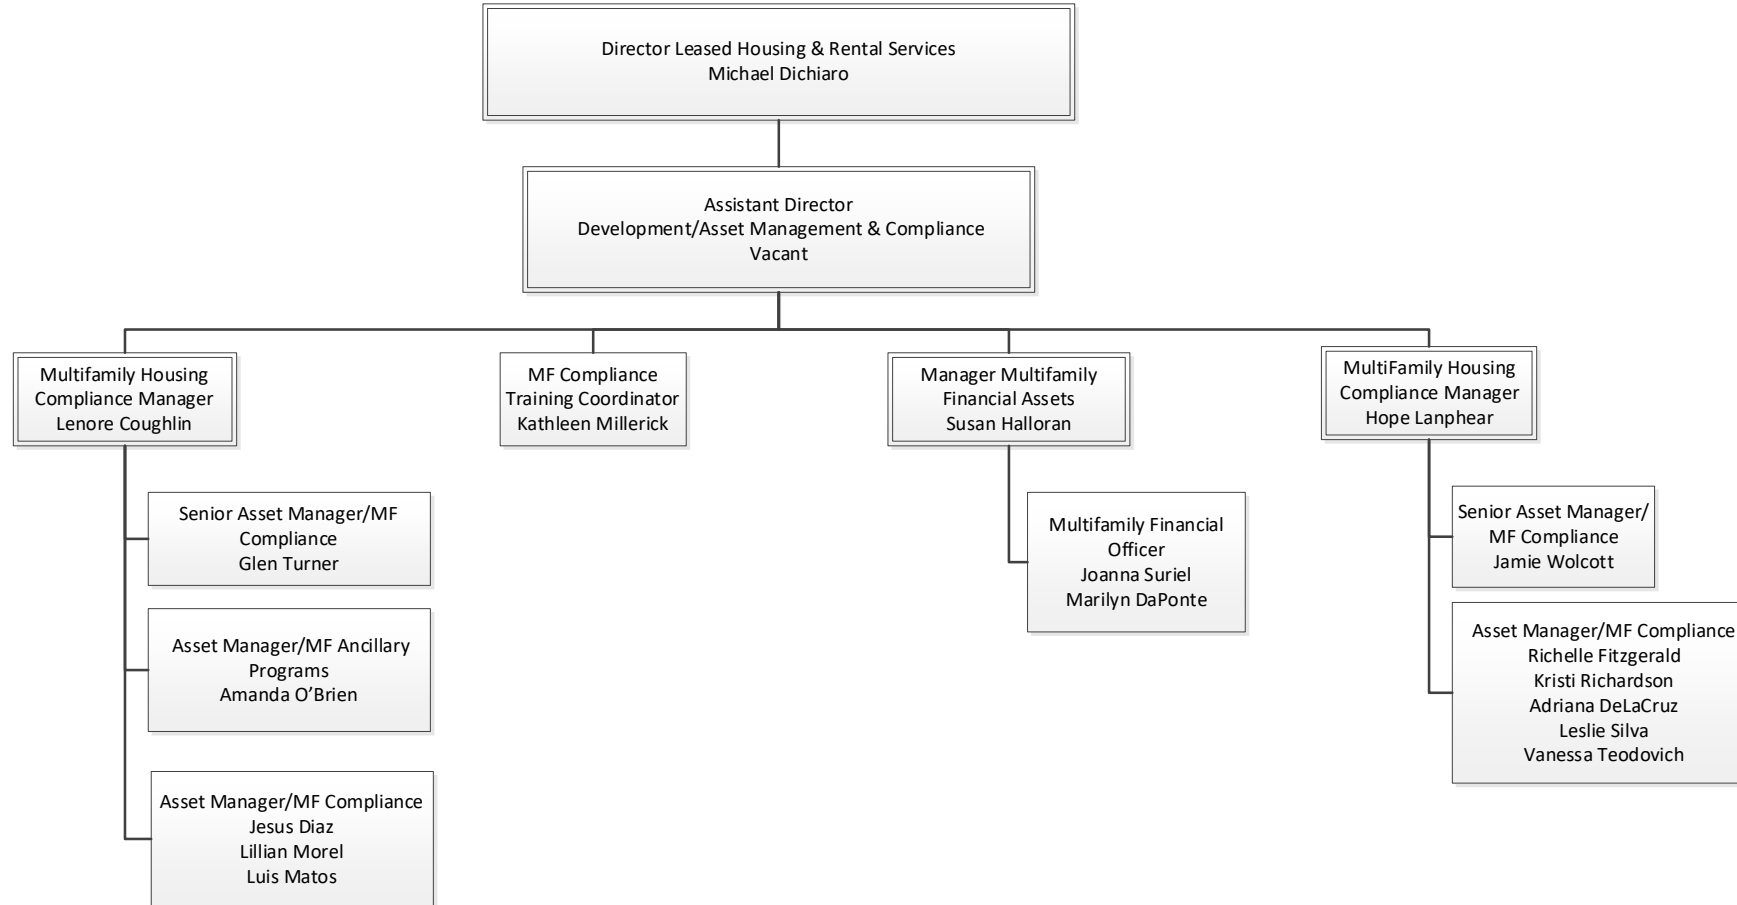 Director Leased Housing & Rental Services
Michael Dichiaro
Assistant Director
Development/Asset Management & Compliance
Vacant
Multifamily Housing
Compliance Manager
Lenore Coughlin
MF Compliance
Training Coordinator
Kathleen Millerick
Manager Multifamily
Financial Assets
Susan Halloran
MultiFamily Housing
Compliance Manager
Hope Lanphear
Senior Asset Manager/MF
Compliance
Glen Turner
Asset Manager/MF Ancillary
Programs
Amanda O’Brien
Asset Manager/MF Compliance
Jesus Diaz
Lillian Morel
Luis Matos
Multifamily Financial
Officer
Joanna Suriel
Marilyn DaPonte
Senior Asset Manager/
MF Compliance
Jamie Wolcott
Asset Manager/MF Compliance
Richelle Fitzgerald
Kristi Richardson
Adriana DeLaCruz
Leslie Silva
Vanessa Teodovich